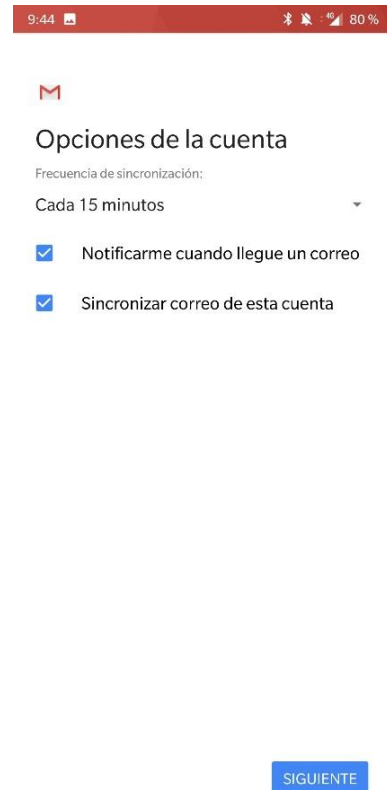 9:44 4G 80 %
Opciones de la cuenta
Frecuencia de sincronización:
Cada 15 minutos
Notificarme cuando llegue un correo
Sincronizar correo de esta cuenta
SIGUIENTE